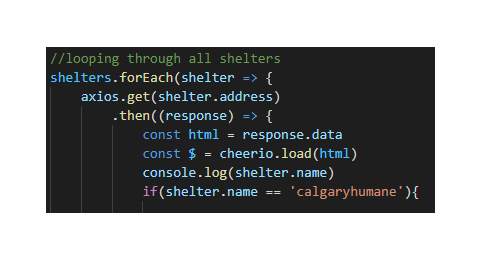 //looping through all shelters
shelters.forEach(shelter => {
axios.get(shelter.address)
.then((response) => {
const html = response.data
const $ = cheerio.load(html)
console.log(shelter.name)
if(shelter.name == 'calgaryhumane'){